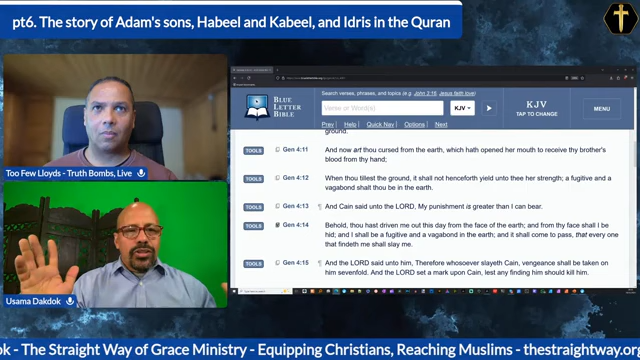 pt6. The story of Adam's sons, Habeel and Kabeel, and Idris in the Quran
Too Few Lloyds - Truth Bombs, Live
Usama Dakdok
BLUE
LETTER
BIBLE
Search verses, phrases, and topics (e.g. John 3:16, Jesus faith love)
Verse or Word(s)
KJV
KJV
TAP TO CHANGE
MENU
Prev | Help | Quick Nav | Options | Next
ground.
TOOLS Gen 4:11 And now art thou cursed from the earth, which hath opened her mouth to receive thy brother's
blood from thy hand;
TOOLS Gen 4:12 When thou tillest the ground, it shall not henceforth yield unto thee her strength; a fugitive and a
vagabond shalt thou be in the earth.
TOOLS Gen 4:13 ¶ And Cain said unto the LORD, My punishment is greater than I can bear.
TOOLS Gen 4:14 Behold, thou hast driven me out this day from the face of the earth; and from thy face shall I be
hid; and I shall be a fugitive and a vagabond in the earth; and it shall come to pass, that every one
that findeth me shall slay me.
TOOLS Gen 4:15 ¶ And the LORD said unto him, Therefore whosoever slayeth Cain, vengeance shall be taken on
him sevenfold. And the LORD set a mark upon Cain, lest any finding him should kill him.
ok - The Straight Way of Grace Ministry - Equipping Christians, Reaching Muslims - thestraightway.org